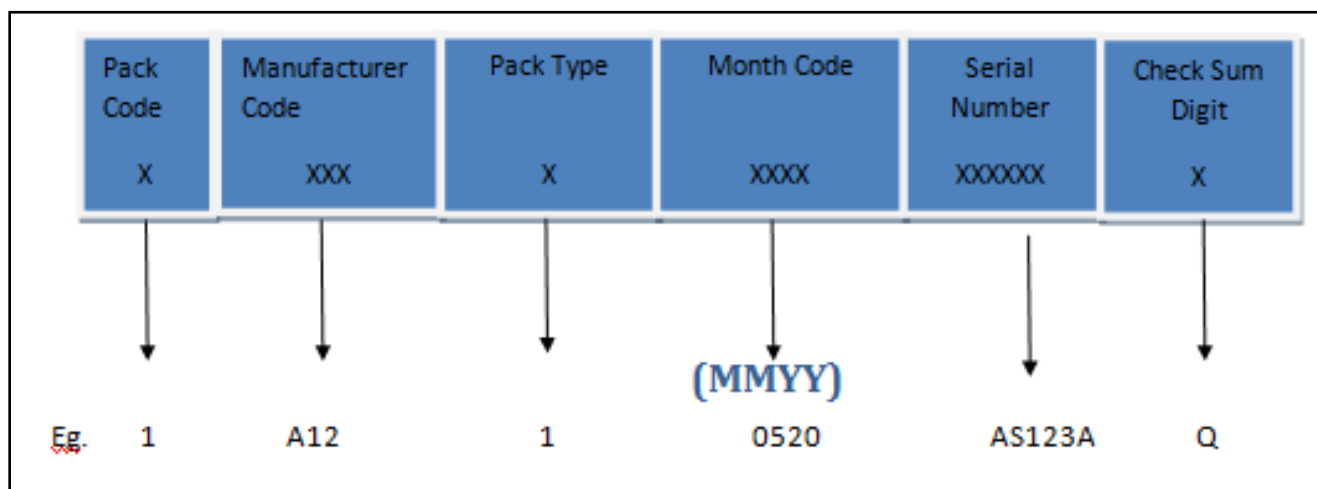 Pack Code
X
Manufacturer Code
XXX
Pack Type
X
Month Code
XXXX
Serial Number
XXXXXX
Check Sum Digit
X
(MMYY)
Eg. 1 A12 1 0520 AS123A Q